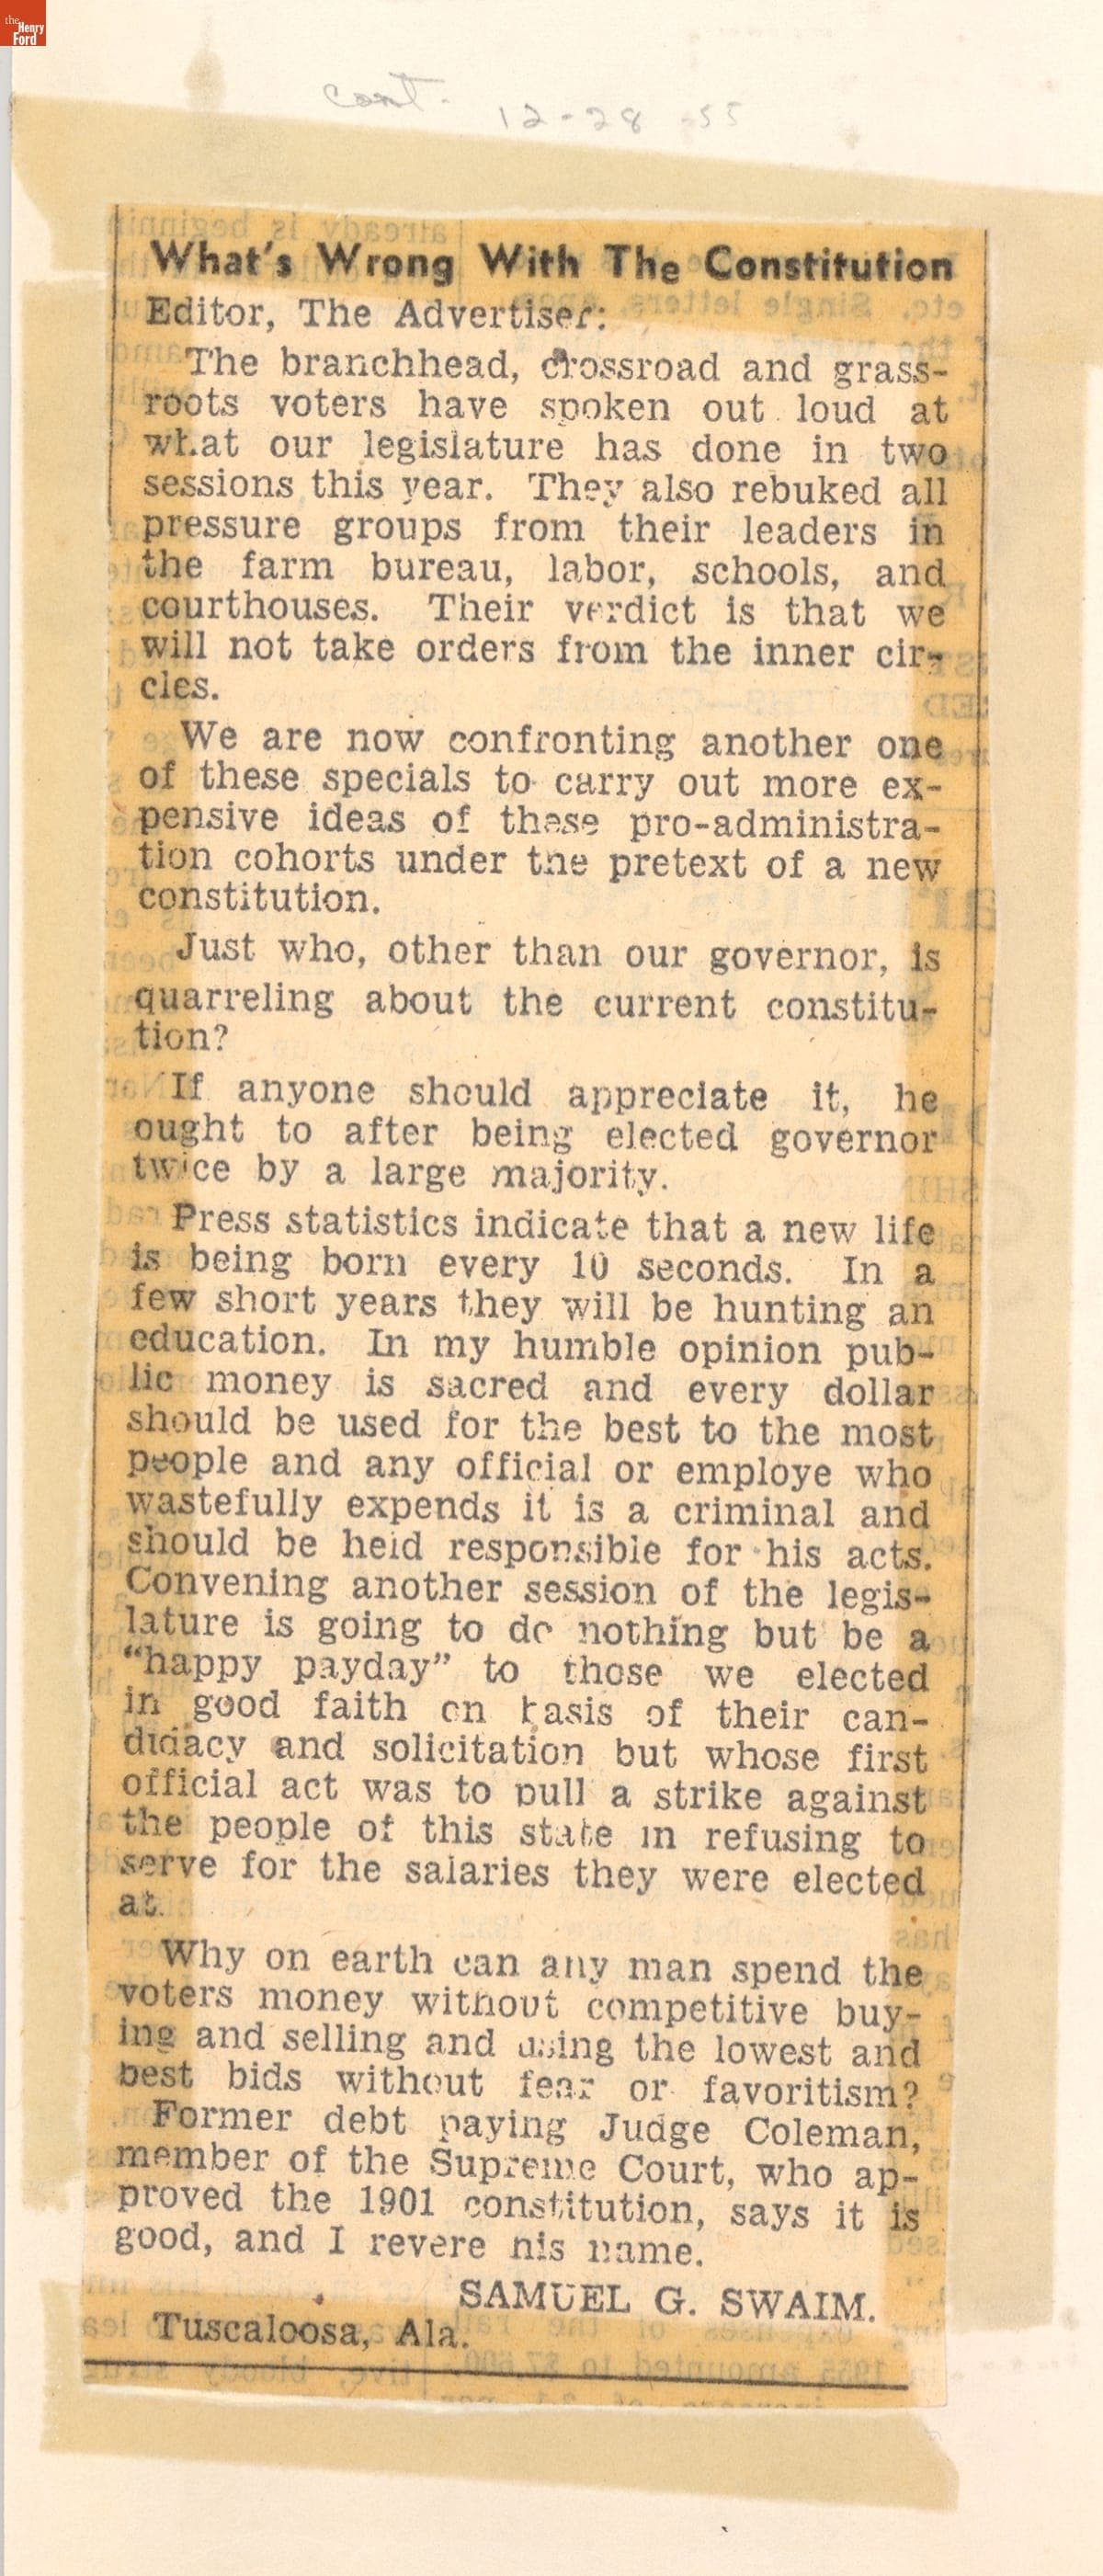 the
Henry
Ford
cont. 12-28-55
What's Wrong With The Constitution
Editor, The Advertiser:
The branchhead, crossroad and grass-
roots voters have spoken out loud at
what our legislature has done in two
sessions this year. They also rebuked all
pressure groups from their leaders in
the farm bureau, labor, schools, and
courthouses. Their verdict is that we
will not take orders from the inner cir-
cles.
We are now confronting another one
of these specials to carry out more ex-
pensive ideas of these pro-administra-
tion cohorts under the pretext of a new
constitution.
Just who, other than our governor, is
quarreling about the current constitu-
tion?
If anyone should appreciate it, he
ought to after being elected governor
twice by a large majority.
Press statistics indicate that a new life
is being born every 10 seconds. In a
few short years they will be hunting an
education. In my humble opinion pub-
lic money is sacred and every dollar
should be used for the best to the most
people and any official or employe who
wastefully expends it is a criminal and
should be held responsible for his acts.
Convening another session of the legis-
lature is going to do nothing but be a
“happy payday” to those we elected
in good faith on basis of their can-
didacy and solicitation but whose first
official act was to pull a strike against
the people of this state in refusing to
serve for the salaries they were elected
at.
Why on earth can any man spend the
voters money without competitive buy-
ing and selling and using the lowest and
best bids without fear or favoritism?
Former debt paying Judge Coleman,
member of the Supreme Court, who ap-
proved the 1901 constitution, says it is
good, and I revere his name.
SAMUEL G. SWAIM.
Tuscaloosa, Ala.